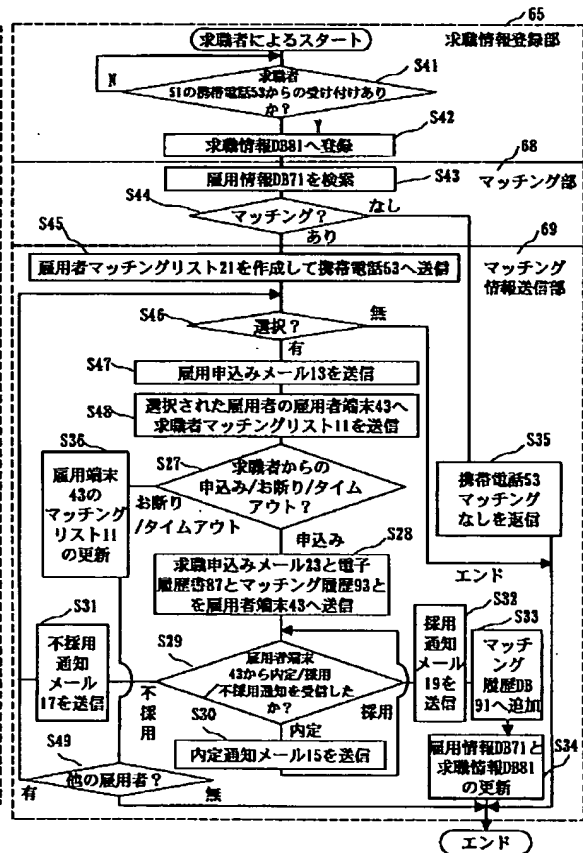 65
求職者によるスタート
求職情報登録部
N
求職者
51の携帯電話53からの受け付けあり
か?
S41
Y
S42
求職情報DB81へ登録
68
雇用情報DB71を検索
S43
マッチング部
S44
マッチング?
なし
あり
69
S45
雇用者マッチングリスト21を作成して携帯電話53へ送信
マッチング
情報送信部
S46
選択?
無
有
S47
雇用申込みメール13を送信
S48
選択された雇用者の雇用者端末43へ
求職者マッチングリスト11を送信
S36
雇用端末
43の
マッチング
リスト11
の更新
S27
求職者からの
申込み/お断り/タイム
アウト?
お断り
/タイムアウト
申込み
S35
携帯電話53
マッチ
なしを返信
エンド
S28
求職申込みメール23と電子
履歴書87とマッチング履歴93と
を雇用者端末43へ送信
S31
不採用
通知
メール
17を送信
S29
雇用者端末
43から内定/採用
不採用通知を受信した
か?
不採用
採用
内定
S32
採用
通知
メール
19を
送信
S33
マッチ
ング
履歴DB
91へ追加
S30
内定通知メール15を送信
S34
雇用情報DB71と
求職情報DB81
の更新
S49
他の雇用者?
有
無
エンド